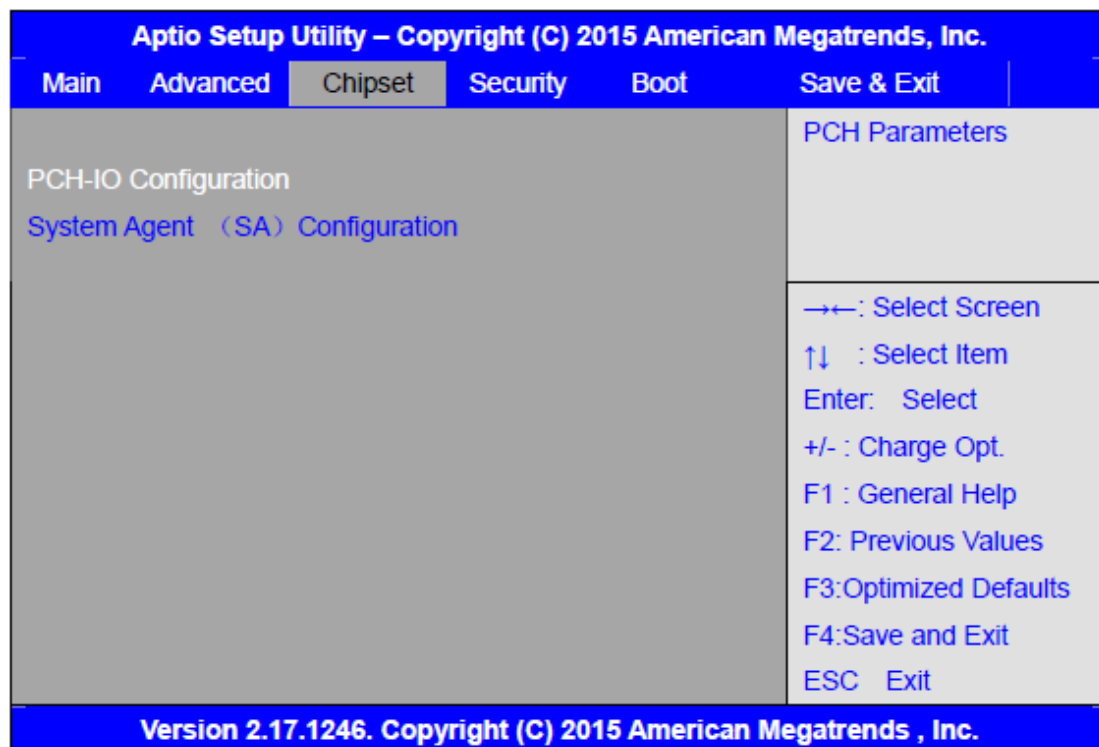 Aptio Setup Utility – Copyright (C) 2015 American Megatrends, Inc.
Main Advanced Chipset Security Boot Save & Exit
PCH-IO Configuration
System Agent （SA）Configuration
PCH Parameters
→←: Select Screen
↑↓ : Select Item
Enter: Select
+/- : Charge Opt.
F1 : General Help
F2: Previous Values
F3:Optimized Defaults
F4:Save and Exit
ESC Exit
Version 2.17.1246. Copyright (C) 2015 American Megatrends , Inc.